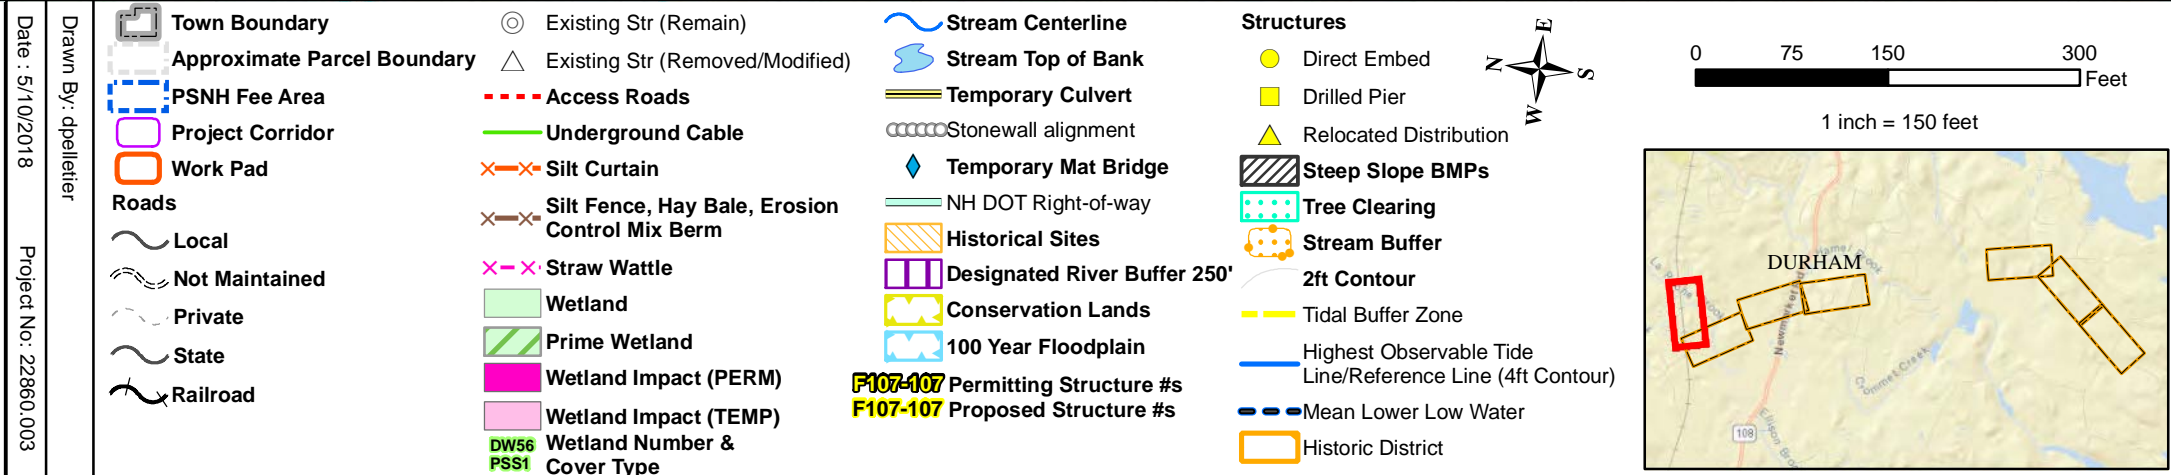 Date : 5/10/2018
Project No: 22860.003
Drawn By: dpelletier
Town Boundary
Approximate Parcel Boundary
PSNH Fee Area
Project Corridor
Work Pad
Roads
Local
Not Maintained
Private
State
Railroad
Existing Str (Remain)
Existing Str (Removed/Modified)
Access Roads
Underground Cable
Silt Curtain
Silt Fence, Hay Bale, Erosion
Control Mix Berm
Straw Wattle
Wetland
Prime Wetland
Wetland Impact (PERM)
Wetland Impact (TEMP)
DW56
PSS1
Wetland Number &
Cover Type
Stream Centerline
Stream Top of Bank
Temporary Culvert
Stonewall alignment
Temporary Mat Bridge
NH DOT Right-of-way
Historical Sites
Designated River Buffer 250'
Conservation Lands
100 Year Floodplain
F107-107 Permitting Structure #s
F107-107 Proposed Structure #s
Structures
Direct Embed
Drilled Pier
Relocated Distribution
Steep Slope BMPs
Tree Clearing
Stream Buffer
2ft Contour
Tidal Buffer Zone
Highest Observable Tide
Line/Reference Line (4ft Contour)
Mean Lower Low Water
Historic District
N
E
S
W
0 75 150 300
Feet
1 inch = 150 feet
DURHAM
Hamel Brook
Crommet Creek
108